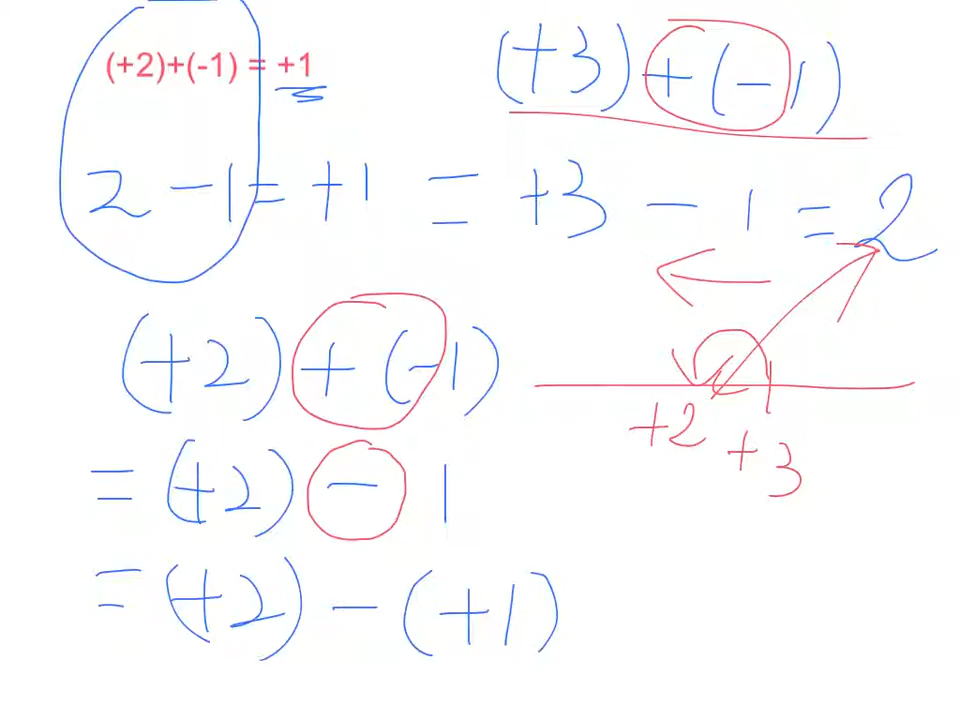 (+2)+(-1) = +1
(+3) + (-1)
2 - 1 = +1 = +3 - 1 = 2
(+2) + (-1)
= (+2) - 1
= (+2) - (+1)
+2 +3